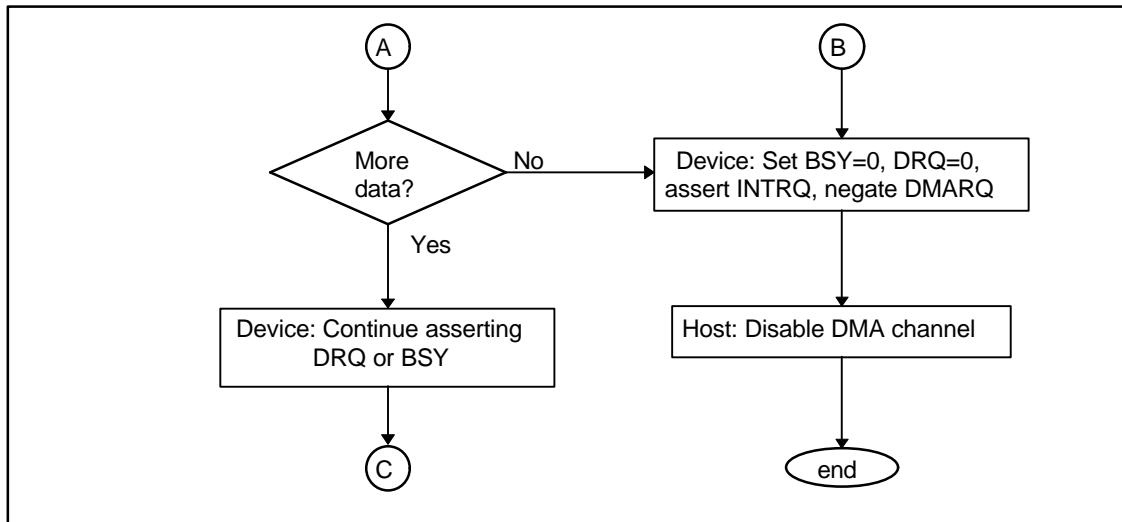 A
B
More
data?
No
Device: Set BSY=0, DRQ=0,
assert INTRQ, negate DMARQ
Yes
Device: Continue asserting
DRQ or BSY
Host: Disable DMA channel
C
end